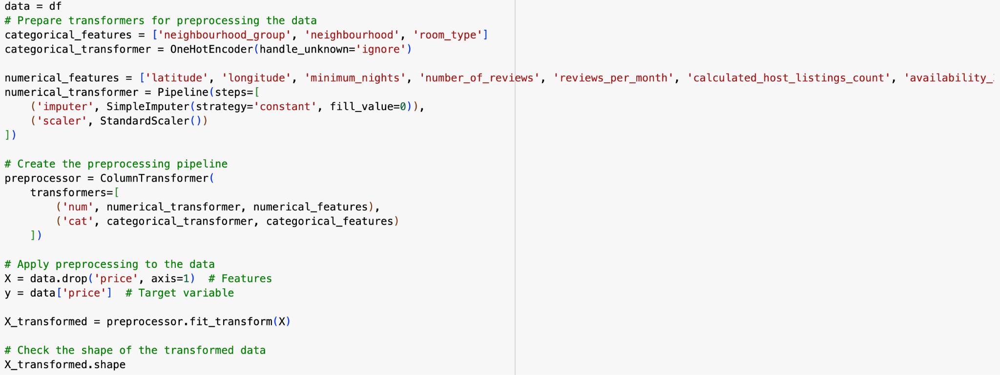 data = df
# Prepare transformers for preprocessing the data
categorical_features = ['neighbourhood_group', 'neighbourhood', 'room_type']
categorical_transformer = OneHotEncoder(handle_unknown='ignore')
numerical_features = ['latitude', 'longitude', 'minimum_nights', 'number_of_reviews', 'reviews_per_month', 'calculated_host_listings_count', 'availability_
numerical_transformer = Pipeline(steps=[
    ('imputer', SimpleImputer(strategy='constant', fill_value=0)),
    ('scaler', StandardScaler())
])
# Create the preprocessing pipeline
preprocessor = ColumnTransformer(
    transformers=[
        ('num', numerical_transformer, numerical_features),
        ('cat', categorical_transformer, categorical_features)
    ])
# Apply preprocessing to the data
X = data.drop('price', axis=1)  # Features
y = data['price']  # Target variable
X_transformed = preprocessor.fit_transform(X)
# Check the shape of the transformed data
X_transformed.shape